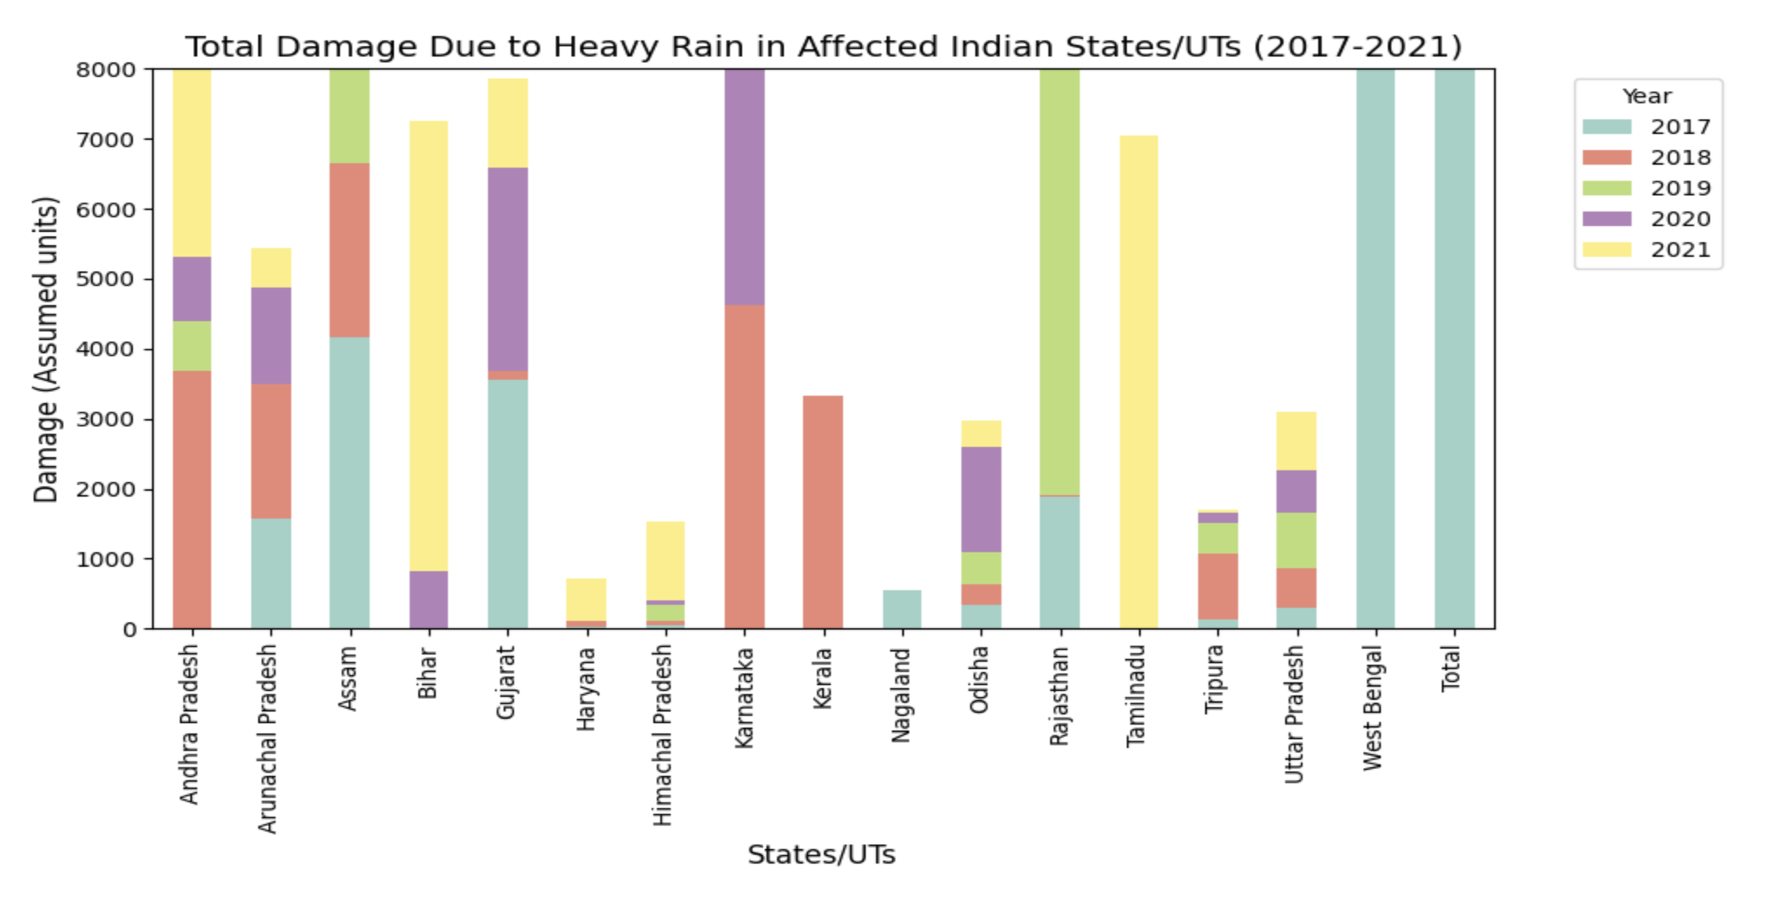 Total Damage Due to Heavy Rain in Affected Indian States/UTs (2017-2021)
Year
2017
2018
2019
2020
2021
Damage (Assumed units)
8000
7000
6000
5000
4000
3000
2000
1000
0
Andhra Pradesh
Arunachal Pradesh
Assam
Bihar
Gujarat
Haryana
Himachal Pradesh
Karnataka
Kerala
Nagaland
Odisha
Rajasthan
Tamilnadu
Tripura
Uttar Pradesh
West Bengal
Total
States/UTs